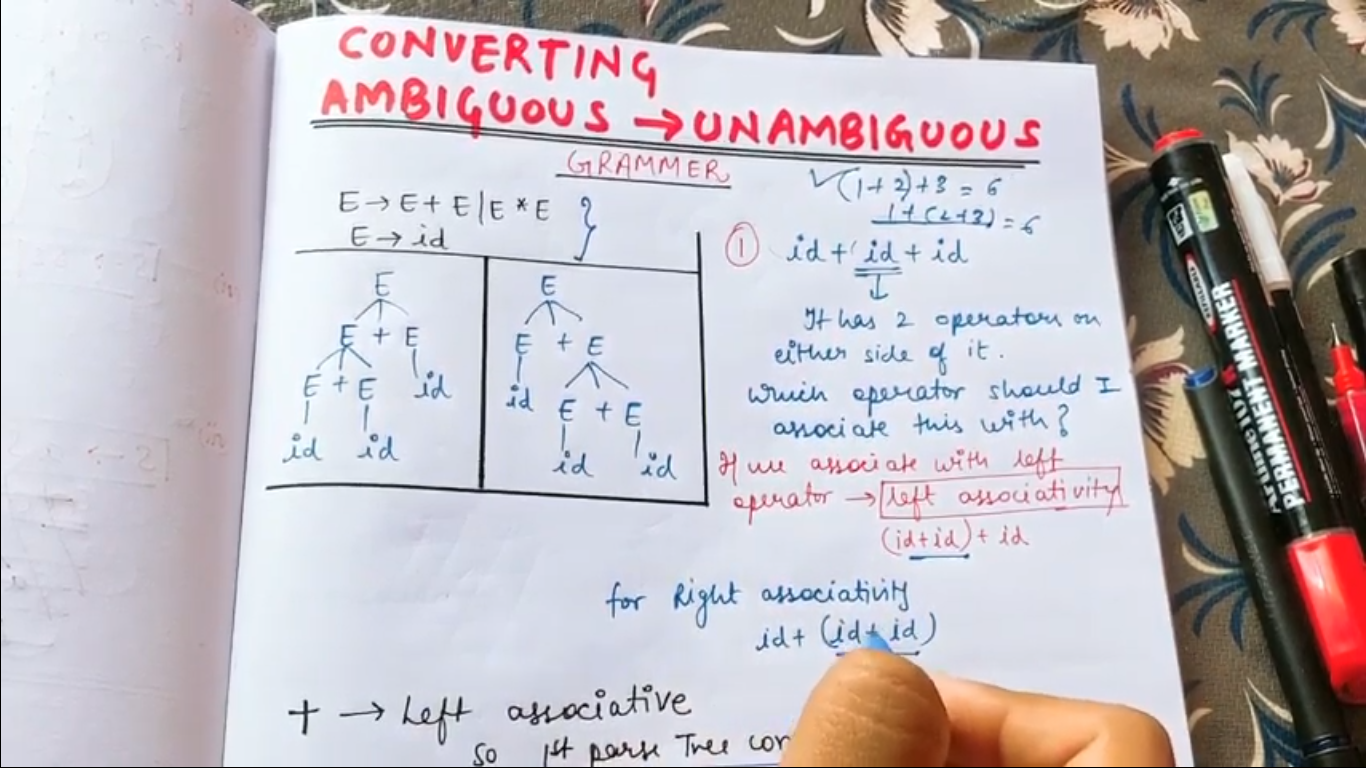 CONVERTING
AMBIGUOUS → UNAMBIGUOUS
GRAMMER
E → E + E | E * E
E → id
✓(1+2)+3 = 6
1+(2+3) = 6
① id + id + id
↓
It has 2 operators on
either side of it.
which operator should I
associate this with?
If we associate with left
operator → left associativity
(id+id) + id
E
E + E
E + E id
id id
E
E + E
id E + E
id id
for Right associativity
id + (id + id)
+ → Left associative
so 1st parse Tree
PERMANENT MARKER